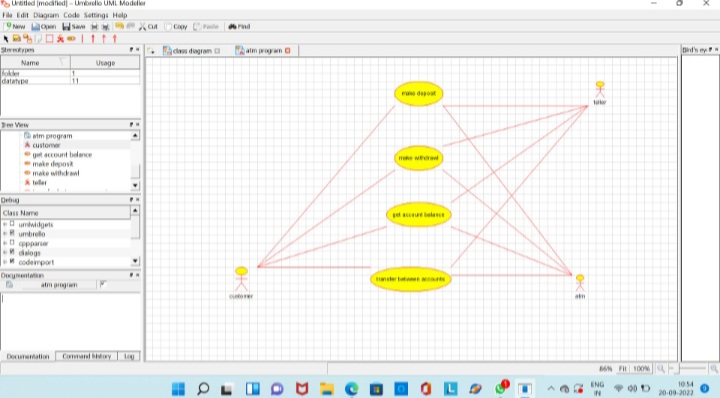 Untitled [modified] – Umbrello UML Modeller
File Edit Diagram Code Settings Help
New Open Save Cut Copy Paste Find
Stereotypes
class diagram
atm program
Bird's ey
Name Usage
folder 1
datatype 11
Tree View
atm program
customer
get account balance
make deposit
make withdrawl
teller
Debug
Class Name
umlwidgets
umbrello
cppparser
dialogs
codeimport
Documentation
atm program
Documentation Command history Log
make deposit
teller
make withdrawl
get account balance
transfer between accounts
customer
atm
86% Fit 100%
ENG
IN
10:54
20-09-2022